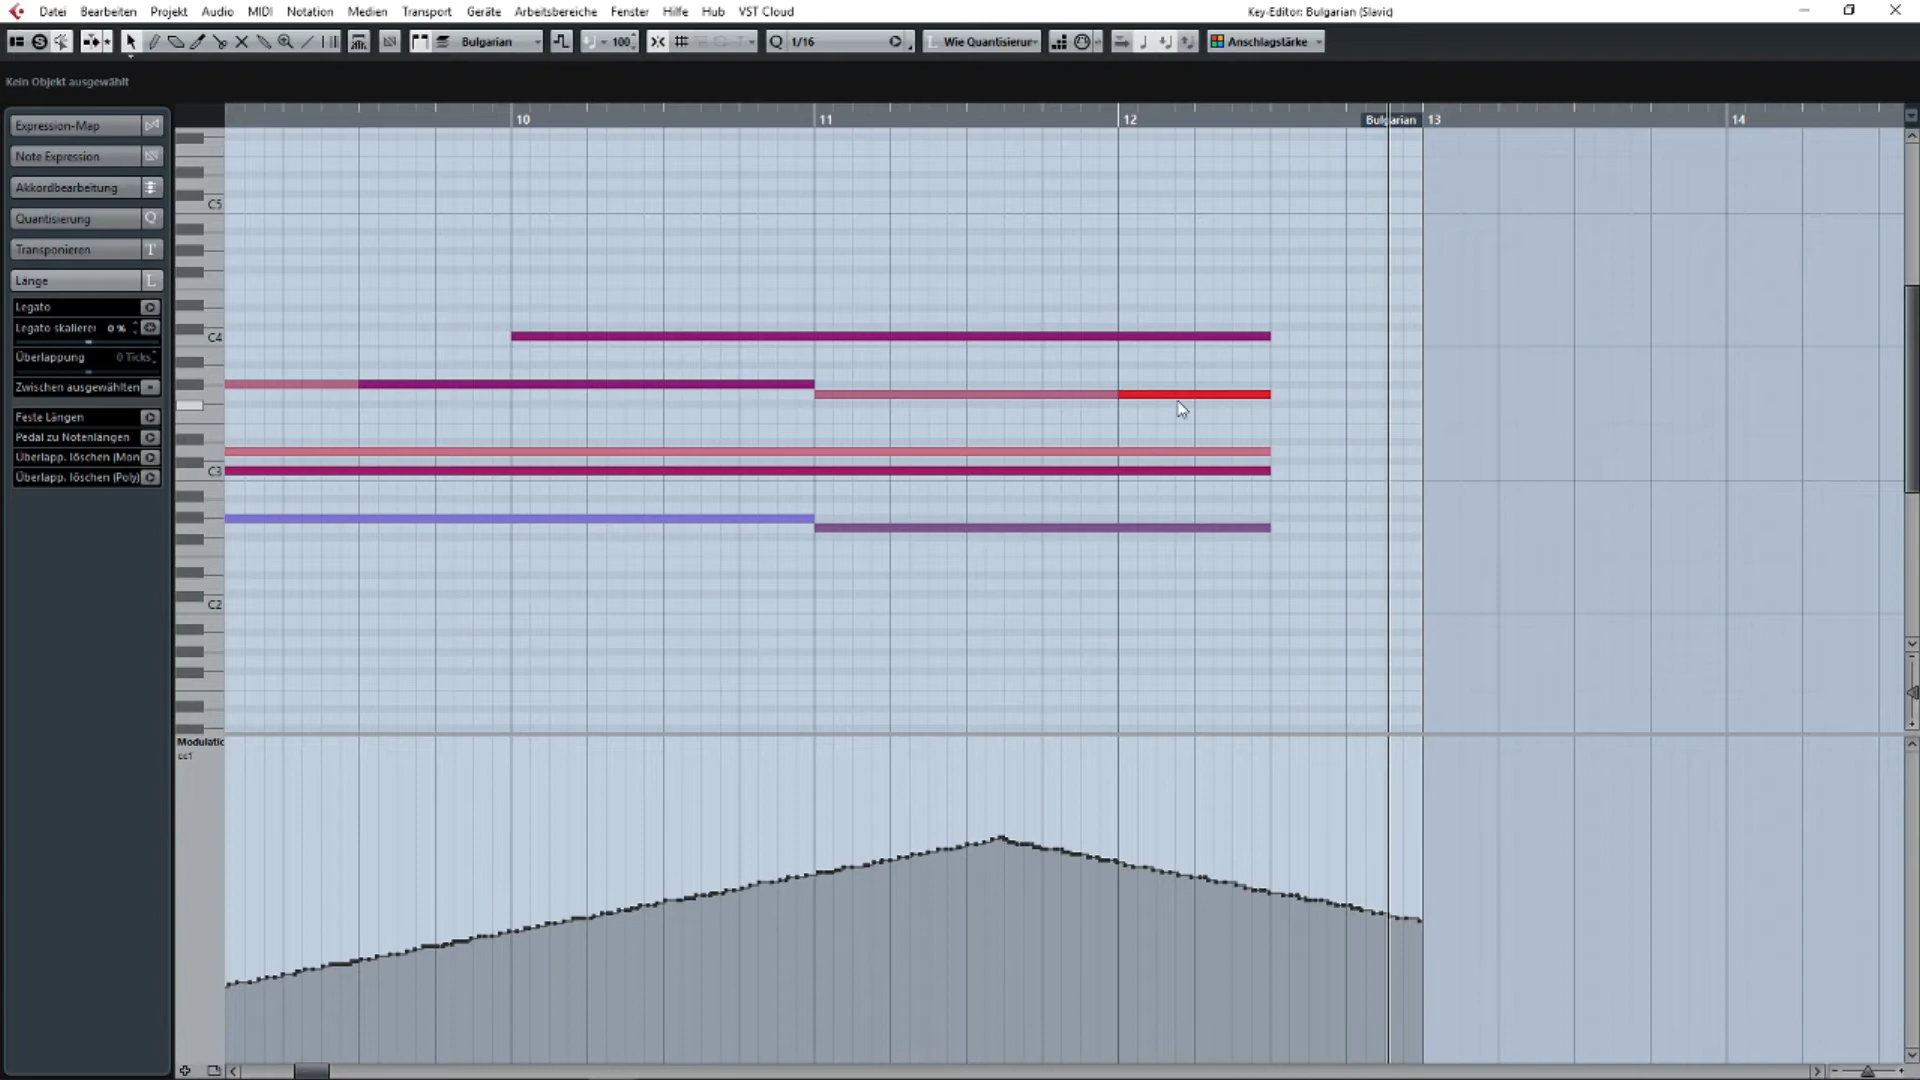 Datei Bearbeiten Projekt Audio MIDI Notation Medien Transport Geräte Arbeitsbereiche Fenster Hilfe Hub VST Cloud Key-Editor: Bulgarian (Slavic)
Bulgarian 100 1/16 Wie Quantisierur Anschlagstärke
Kein Objekt ausgewählt
Expression-Map
Note Expression
Akkordbearbeitung
Quantisierung
Transponieren
Länge
Legato
Legato skalierer 0 %
Überlappung 0 Ticks
Zwischen ausgewählten
Feste Längen
Pedal zu Notenlängen
Überlapp. löschen (Mon
Überlapp. löschen (Poly)
10 11 12 Bulgarian 13 14
C5
C4
C3
C2
Modulatic
cc1